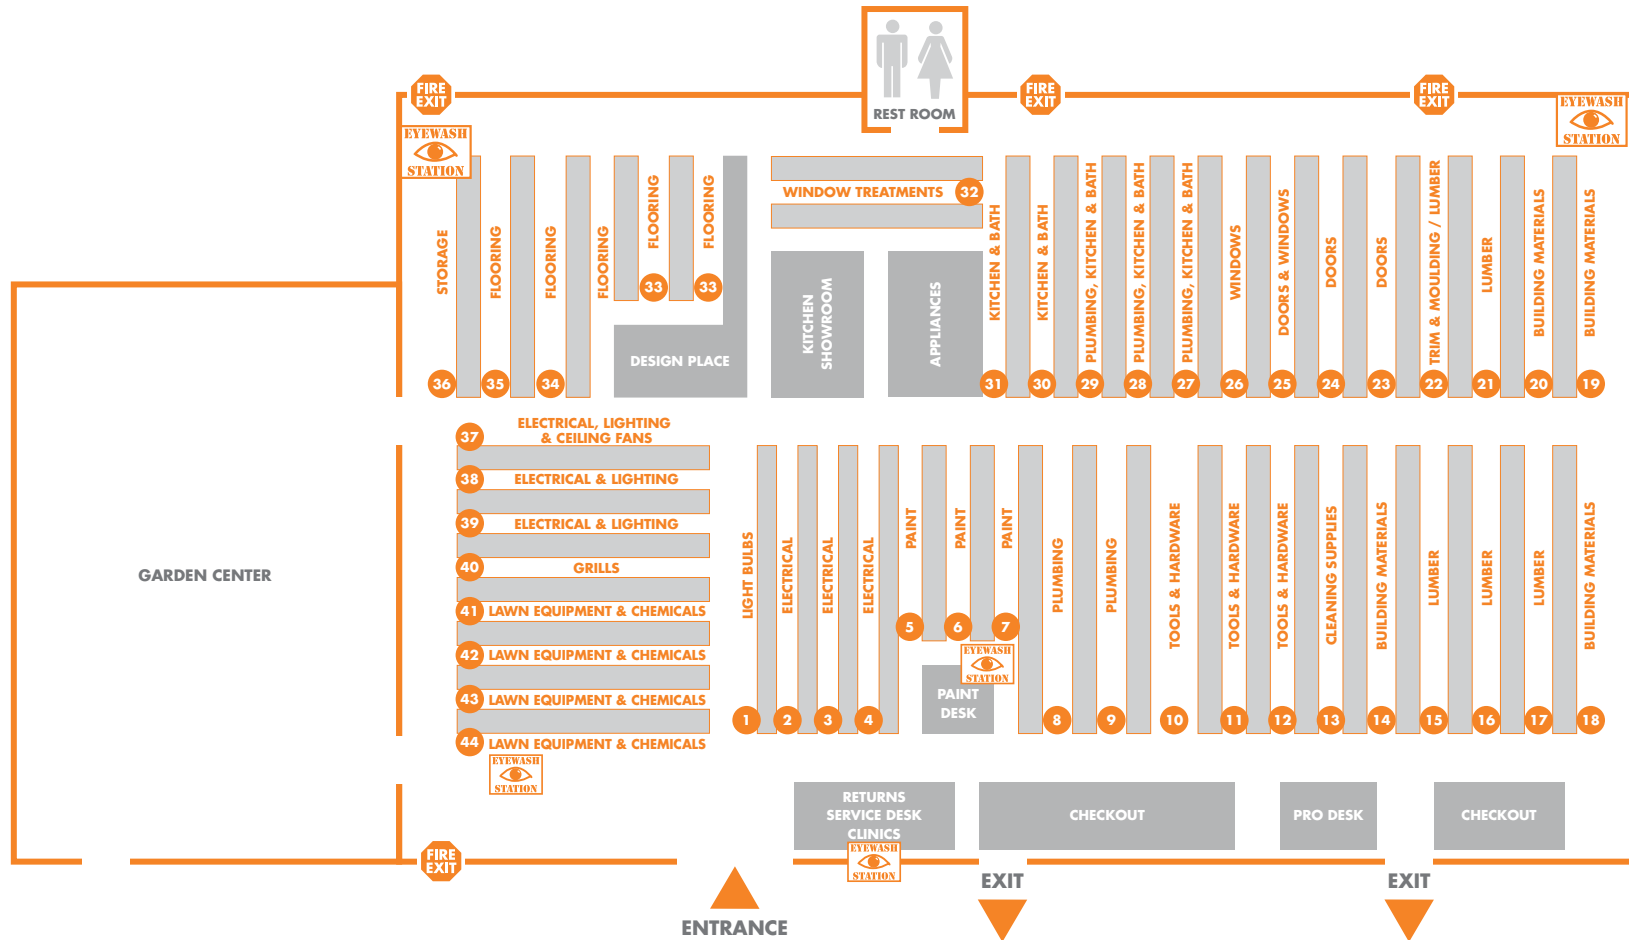 REST ROOM
FIRE
EXIT
FIRE
EXIT
FIRE
EXIT
EYEWASH
STATION
EYEWASH
STATION
STORAGE
36
FLOORING
35
FLOORING
34
FLOORING
FLOORING
33
FLOORING
33
DESIGN PLACE
WINDOW TREATMENTS
32
KITCHEN
SHOWROOM
APPLIANCES
KITCHEN & BATH
31
KITCHEN & BATH
30
PLUMBING, KITCHEN & BATH
29
PLUMBING, KITCHEN & BATH
28
PLUMBING, KITCHEN & BATH
27
WINDOWS
26
DOORS & WINDOWS
25
DOORS
24
DOORS
23
TRIM & MOULDING / LUMBER
22
LUMBER
21
BUILDING MATERIALS
20
BUILDING MATERIALS
19
GARDEN CENTER
37
ELECTRICAL, LIGHTING
& CEILING FANS
38
ELECTRICAL & LIGHTING
39
ELECTRICAL & LIGHTING
40
GRILLS
41
LAWN EQUIPMENT & CHEMICALS
42
LAWN EQUIPMENT & CHEMICALS
43
LAWN EQUIPMENT & CHEMICALS
44
LAWN EQUIPMENT & CHEMICALS
EYEWASH
STATION
LIGHT BULBS
1
ELECTRICAL
2
ELECTRICAL
3
ELECTRICAL
4
PAINT
5
PAINT
6
PAINT
7
EYEWASH
STATION
PAINT
DESK
PLUMBING
8
PLUMBING
9
TOOLS & HARDWARE
10
TOOLS & HARDWARE
11
TOOLS & HARDWARE
12
CLEANING SUPPLIES
13
BUILDING MATERIALS
14
LUMBER
15
LUMBER
16
LUMBER
17
BUILDING MATERIALS
18
RETURNS
SERVICE DESK
CLINICS
EYEWASH
STATION
CHECKOUT
PRO DESK
CHECKOUT
FIRE
EXIT
ENTRANCE
EXIT
EXIT